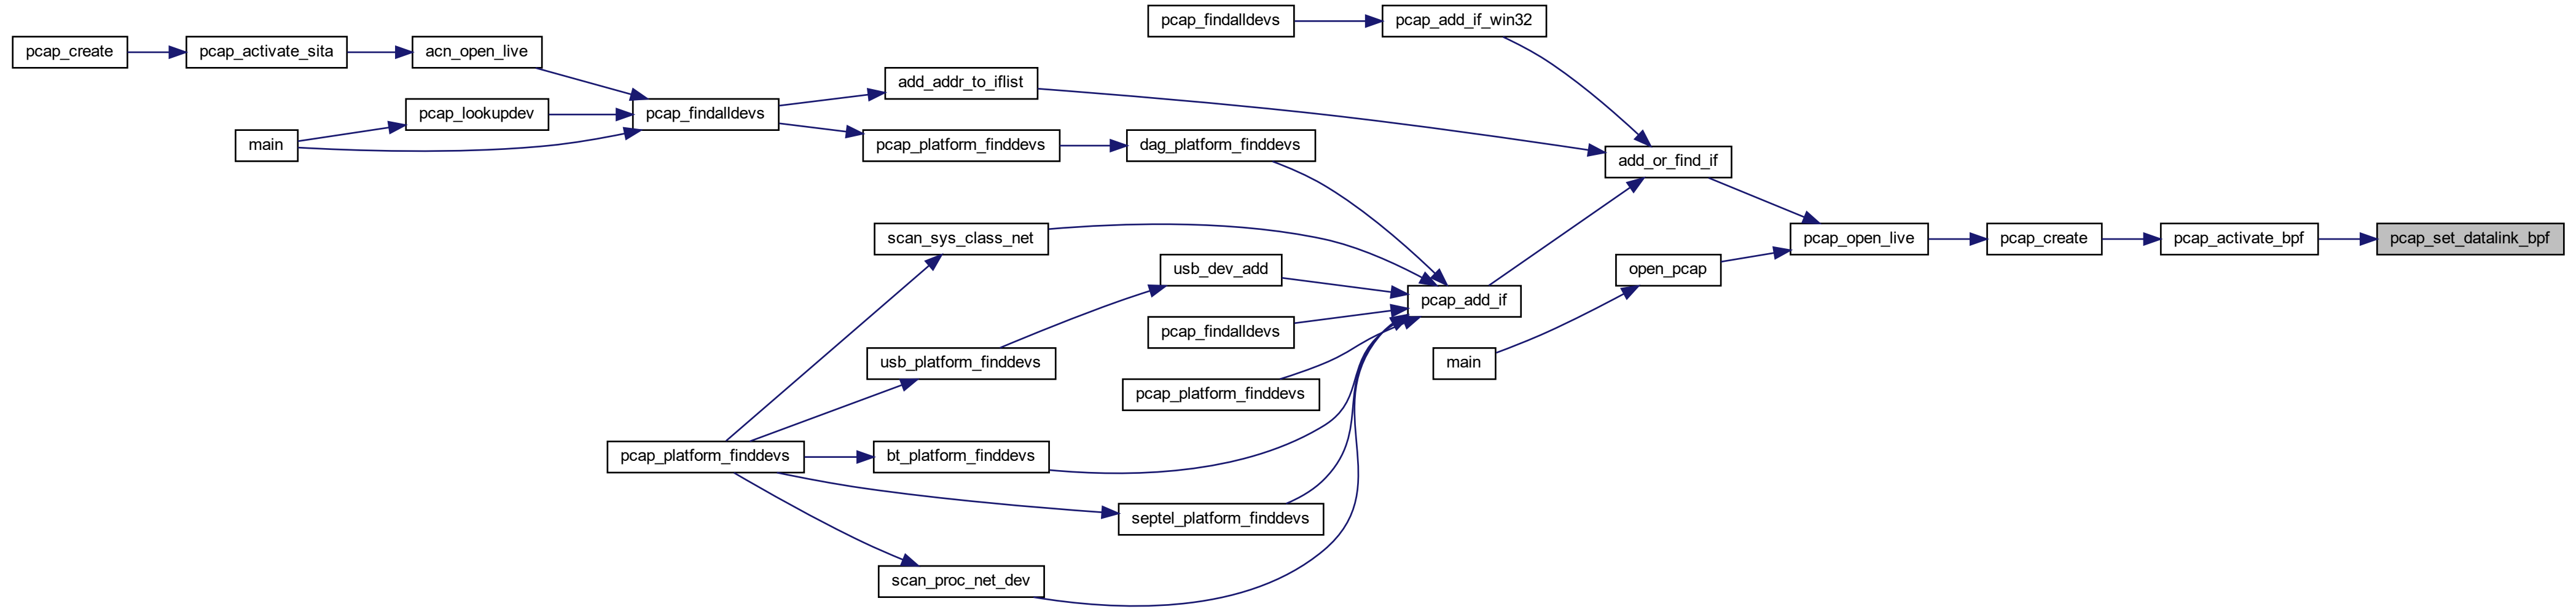 pcap_findalldevs
pcap_add_if_win32
pcap_create
pcap_activate_sita
acn_open_live
add_addr_to_iflist
pcap_lookupdev
pcap_findalldevs
main
pcap_platform_finddevs
dag_platform_finddevs
add_or_find_if
scan_sys_class_net
pcap_open_live
pcap_create
pcap_activate_bpf
pcap_set_datalink_bpf
usb_dev_add
open_pcap
pcap_add_if
pcap_findalldevs
usb_platform_finddevs
main
pcap_platform_finddevs
pcap_platform_finddevs
bt_platform_finddevs
septel_platform_finddevs
scan_proc_net_dev